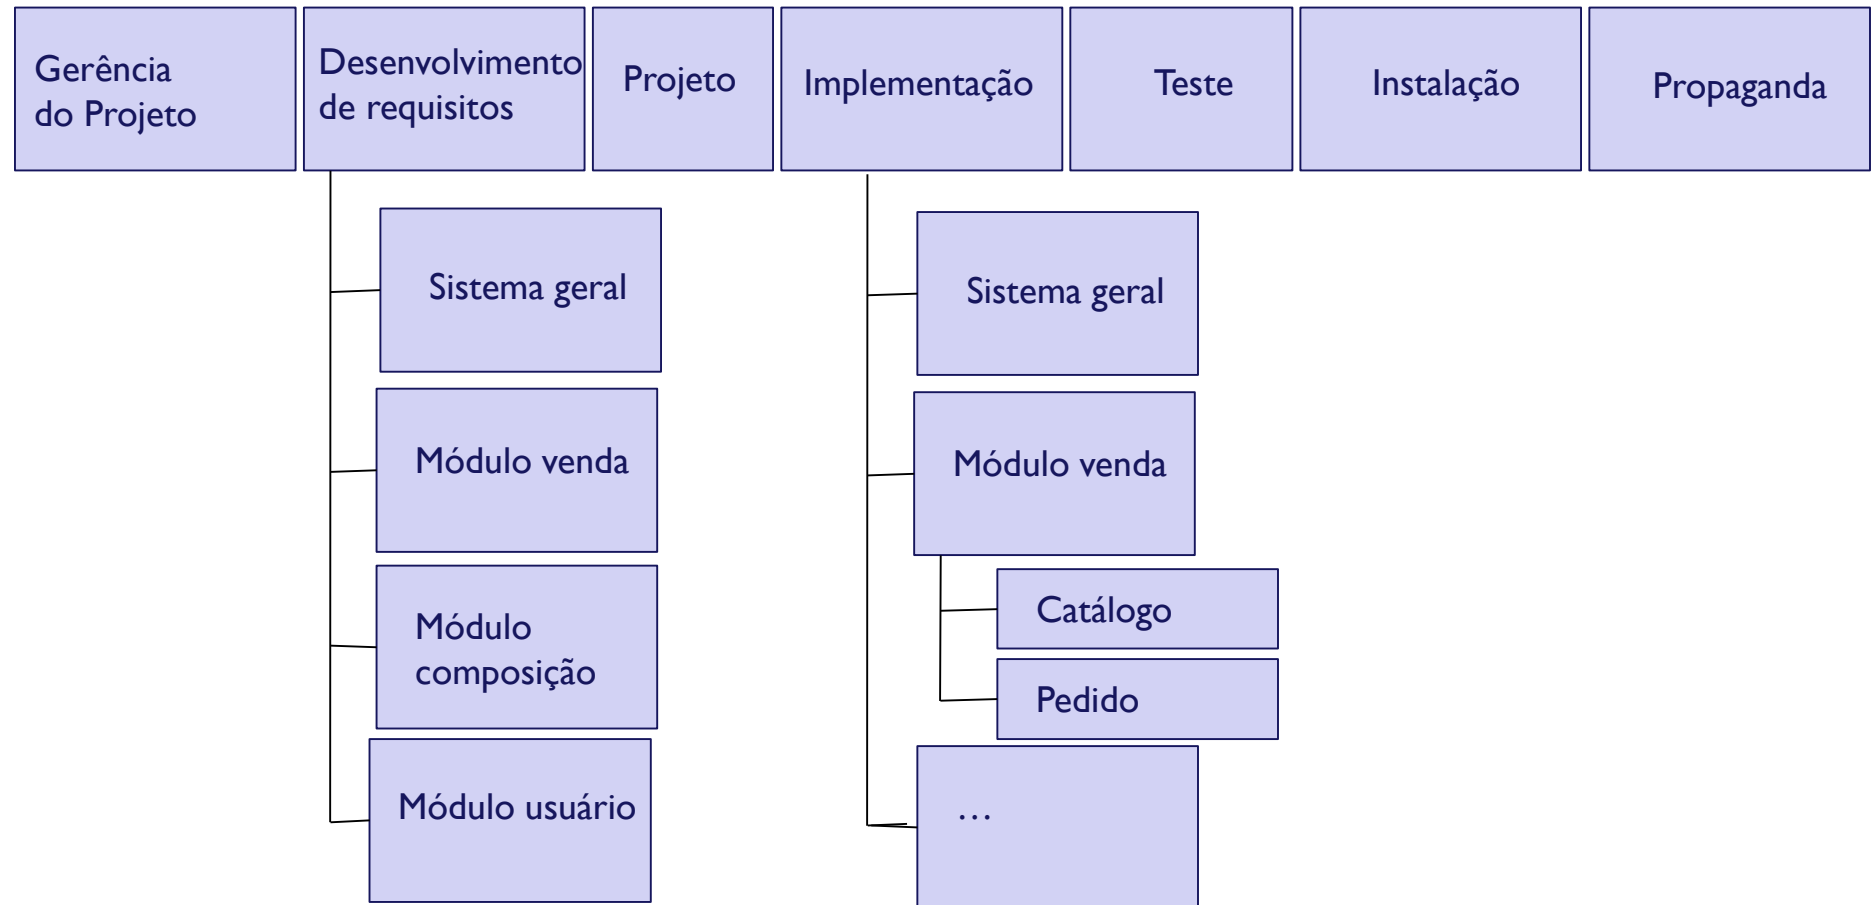 Gerência
do Projeto
Desenvolvimento
de requisitos
Projeto
Implementação
Teste
Instalação
Propaganda
Sistema geral
Módulo venda
Módulo
composição
Módulo usuário
Sistema geral
Módulo venda
Catálogo
Pedido
…